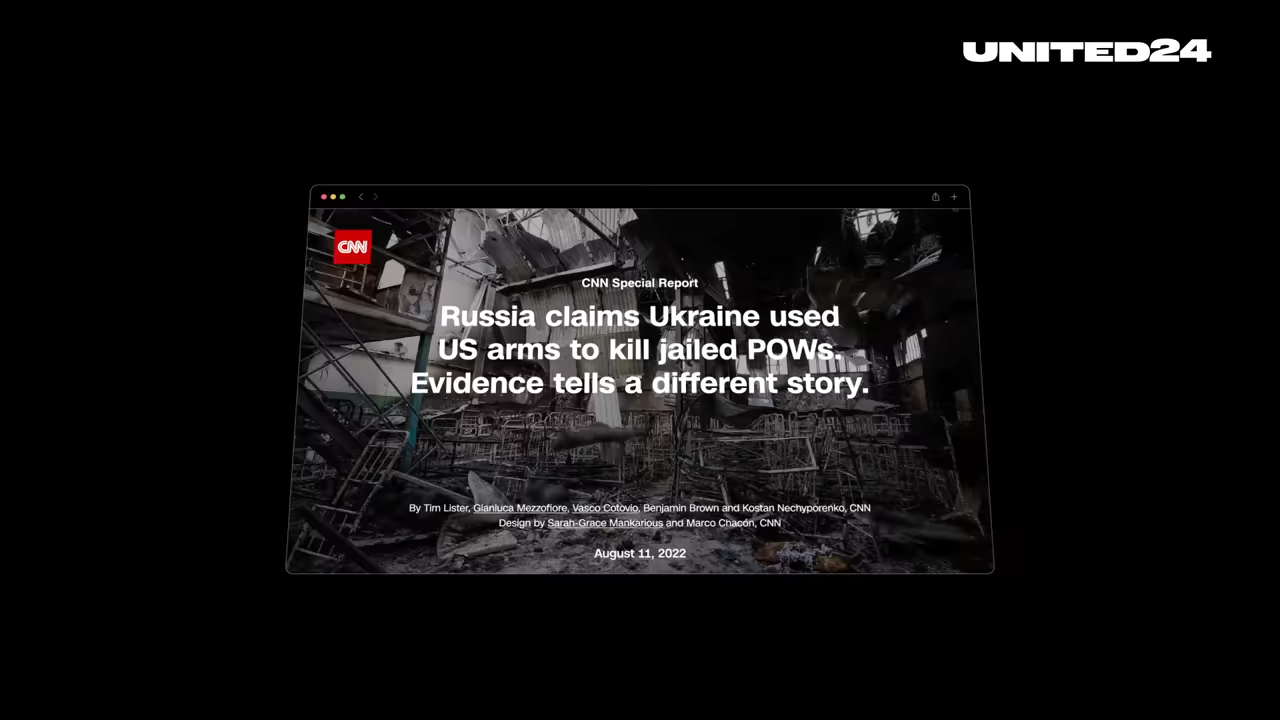 UNITED24
CNN
CNN Special Report
Russia claims Ukraine used
US arms to kill jailed POWs.
Evidence tells a different story.
By Tim Lister, Gianluca Mezzofiore, Vasco Cotovio, Benjamin Brown and Kostan Nechyporenko, CNN
Design by Sarah-Grace Mankarious and Marco Chacón, CNN
August 11, 2022